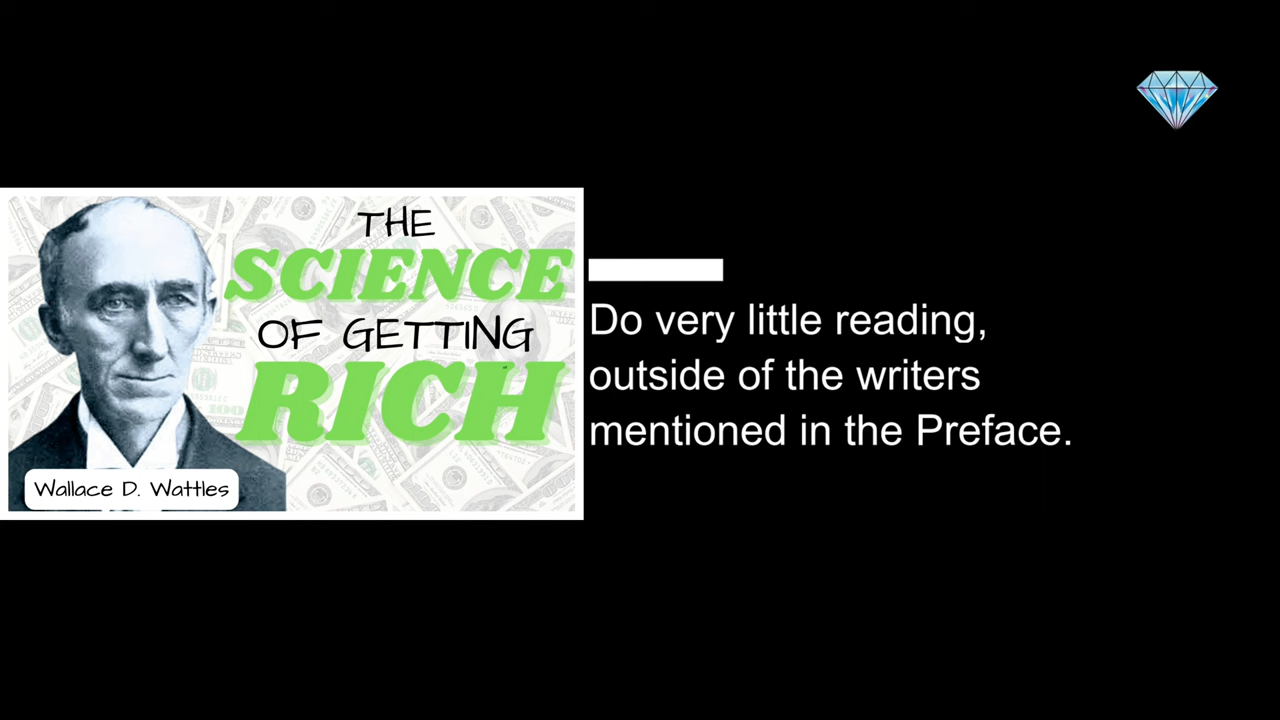 THE
SCIENCE
OF GETTING
RICH
Wallace D. Wattles
Do very little reading,
outside of the writers
mentioned in the Preface.